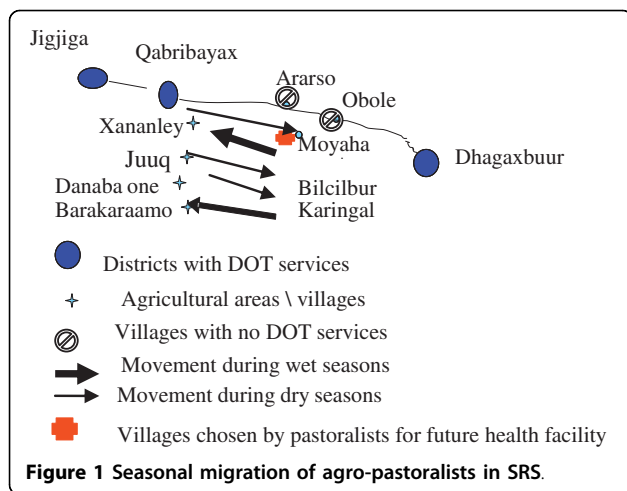 Jigjiga
Qabribayax
Ararso
Obole
Xananley
Moyaha
Juuq
Dhagaxbuur
Danaba one
Bilcilbur
Barakaraamo
Karingal
Districts with DOT services
Agricultural areas \ villages
Villages with no DOT services
Movement during wet seasons
Movement during dry seasons
Villages chosen by pastoralists for future health facility
Figure 1 Seasonal migration of agro-pastoralists in SRS.